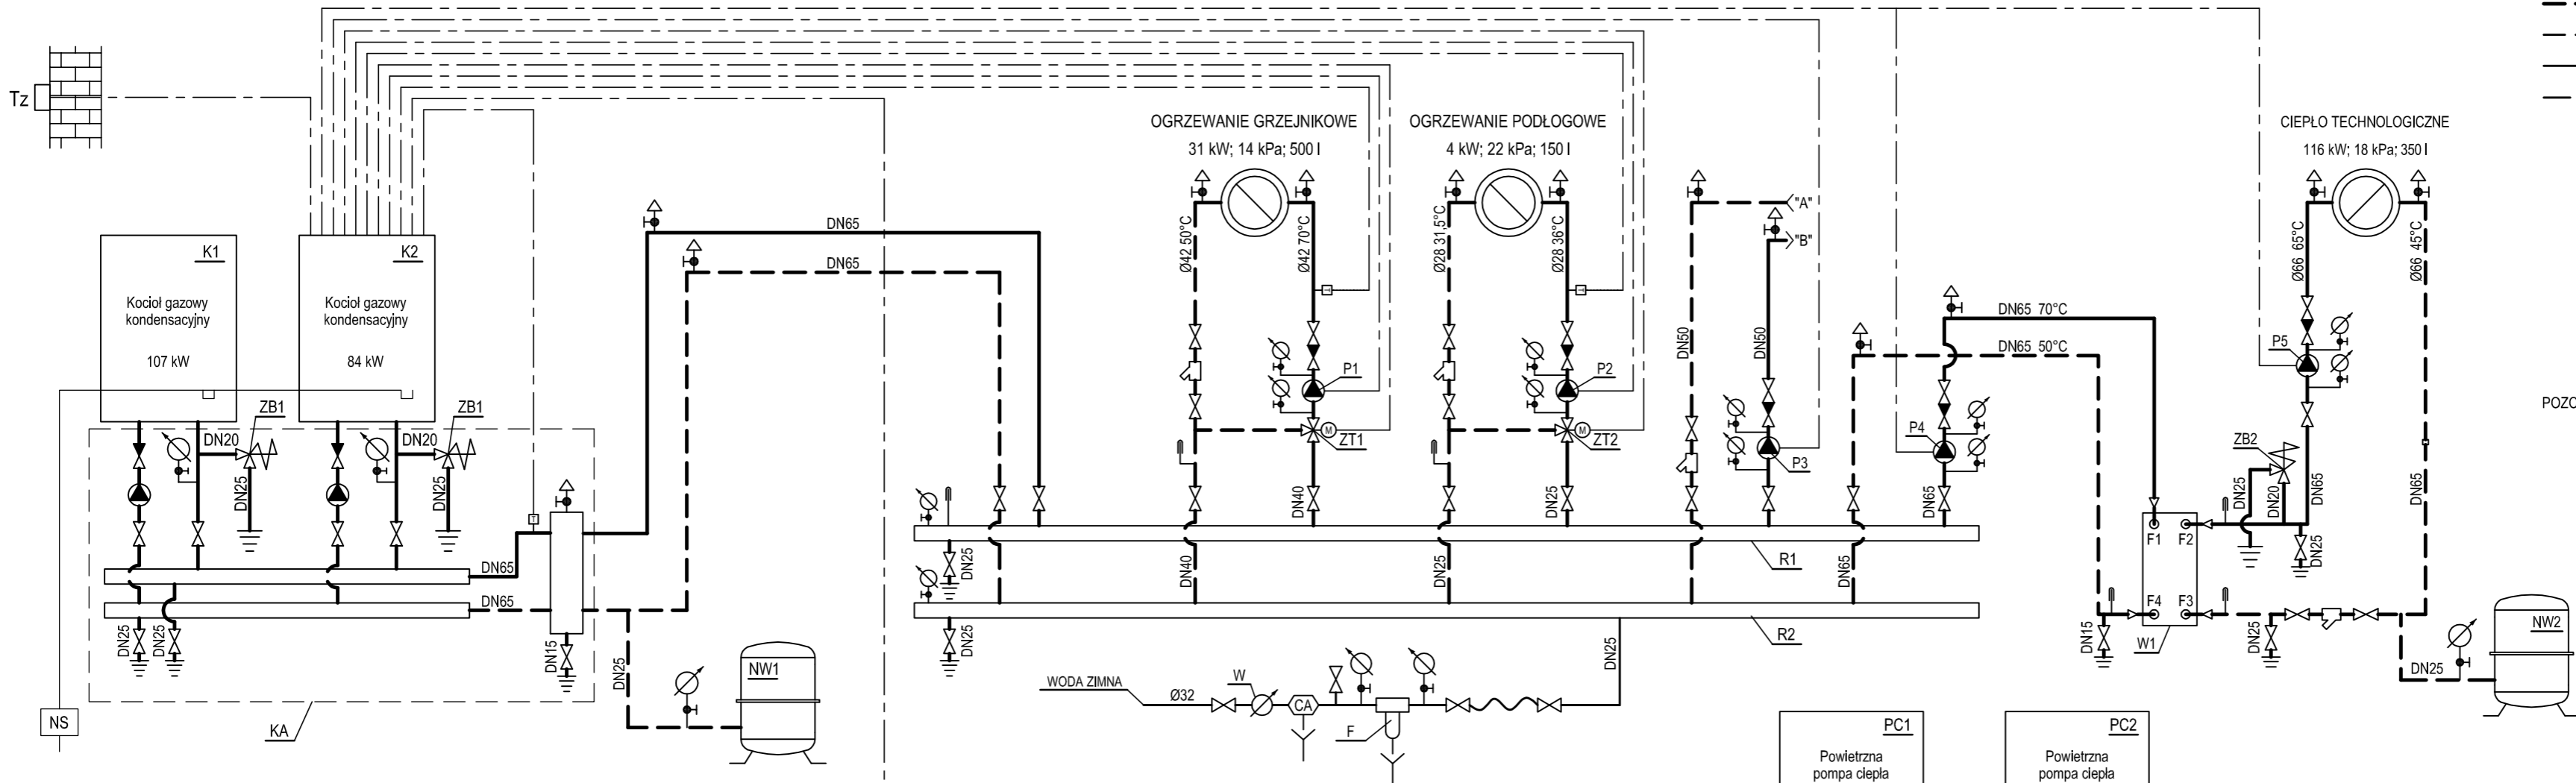 Tz
OGRZEWANIE GRZEJNIKOWE
31 kW; 14 kPa; 500 l
OGRZEWANIE PODŁOGOWE
4 kW; 22 kPa; 150 l
CIEPŁO TECHNOLOGICZNE
116 kW; 18 kPa; 350 l
K1
Kocioł gazowy
kondensacyjny
107 kW
K2
Kocioł gazowy
kondensacyjny
84 kW
DN65
DN65
Ø42 50°C
Ø42 70°C
Ø28 31,5°C
Ø28 36°C
"A"
"B"
DN50
DN50
DN65 70°C
DN65 50°C
Ø66 65°C
Ø66 45°C
P1
P2
P3
P4
P5
M
ZT1
M
ZT2
ZB1
DN20
DN25
ZB1
DN20
DN25
ZB2
DN25
DN20
DN65
DN65
DN40
DN25
DN65
T
T
T
DN65
DN65
DN25
DN25
DN15
DN25
DN25
DN40
DN25
DN65
R1
R2
DN25
DN25
F1
F2
F4
F3
W1
DN15
DN25
DN25
DN25
NW1
NW2
NS
KA
WODA ZIMNA
Ø32
W
CA
F
PC1
Powietrzna
pompa ciepła
PC2
Powietrzna
pompa ciepła